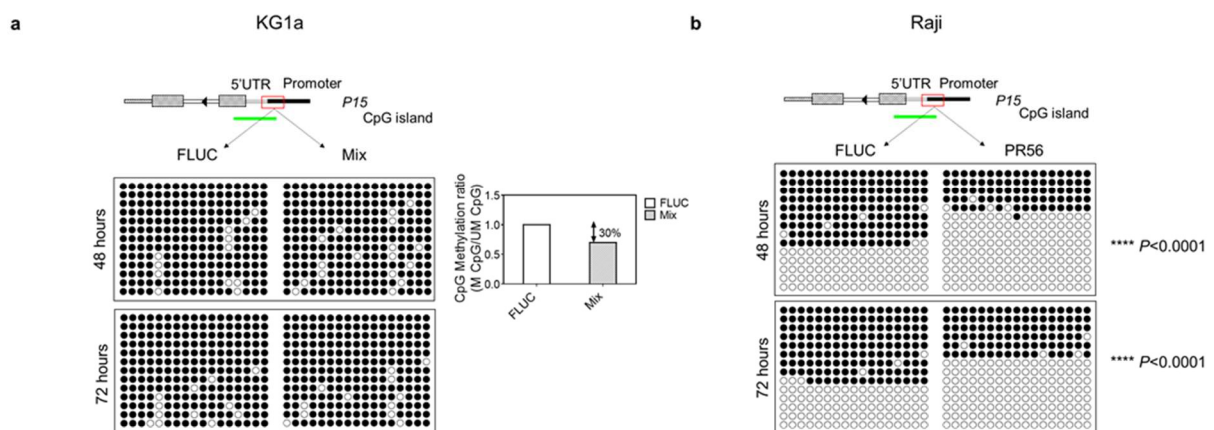 a
KG1a
5'UTR Promoter
P15
CpG island
FLUC
Mix
48 hours
72 hours
CpG Methylation ratio
(M CpG/UM CpG)
1.5
1.0
0.5
0.0
30%
FLUC
Mix
FLUC
Mix
b
Raji
5'UTR Promoter
P15
CpG island
FLUC
PR56
48 hours
**** P<0.0001
72 hours
**** P<0.0001